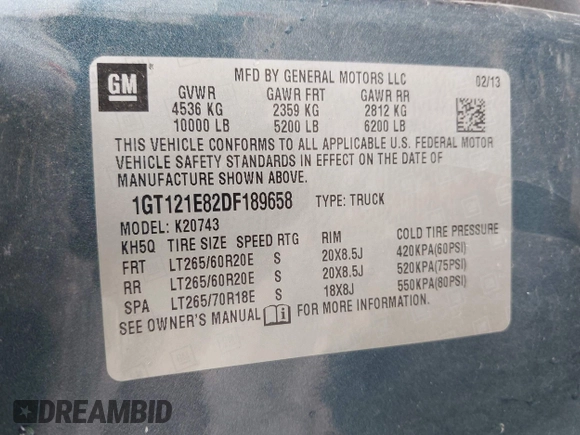 GM
MFD BY GENERAL MOTORS LLC 02/13
GVWR GAWR FRT GAWR RR
4536 KG 2359 KG 2812 KG
10000 LB 5200 LB 6200 LB
THIS VEHICLE CONFORMS TO ALL APPLICABLE U.S. FEDERAL MOTOR
VEHICLE SAFETY STANDARDS IN EFFECT ON THE DATE OF
MANUFACTURE SHOWN ABOVE.
1GT121E82DF189658 TYPE: TRUCK
MODEL: K20743
KH5Q TIRE SIZE SPEED RTG RIM COLD TIRE PRESSURE
FRT LT265/60R20E S 20X8.5J 420KPA(60PSI)
RR LT265/60R20E S 20X8.5J 520KPA(75PSI)
SPA LT265/70R18E S 18X8J 550KPA(80PSI)
SEE OWNER'S MANUAL i FOR MORE INFORMATION.
DREAMBID